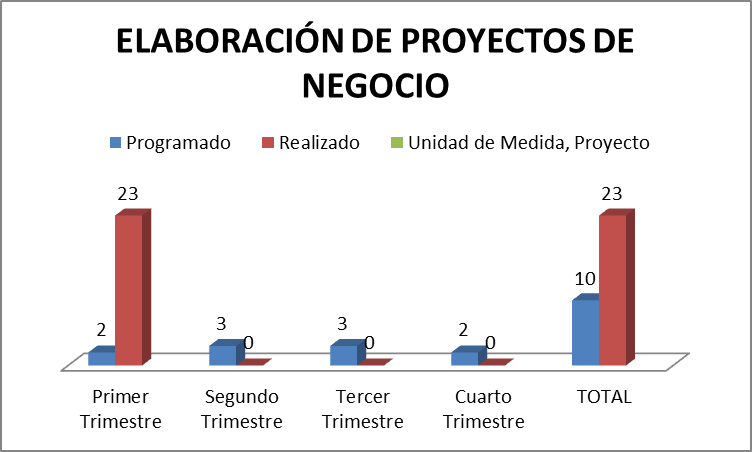 ELABORACIÓN DE PROYECTOS DE
NEGOCIO
Programado Realizado Unidad de Medida, Proyecto
23 23
10
2 3 0 3 0 2 0
Primer Segundo Tercer Cuarto TOTAL
Trimestre Trimestre Trimestre Trimestre